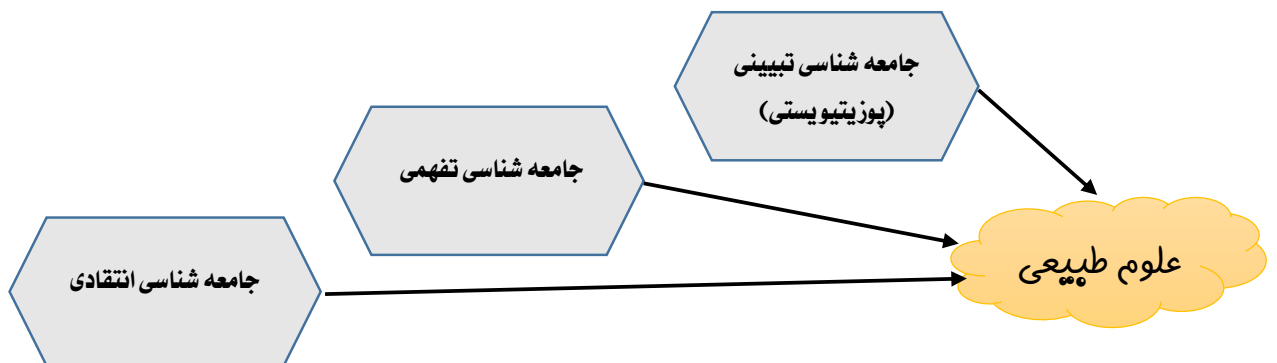 جامعه شناسی تبیینی
(پوزیتیویستی)
جامعه شناسی تفهمی
جامعه شناسی انتقادی
علوم طبیعی